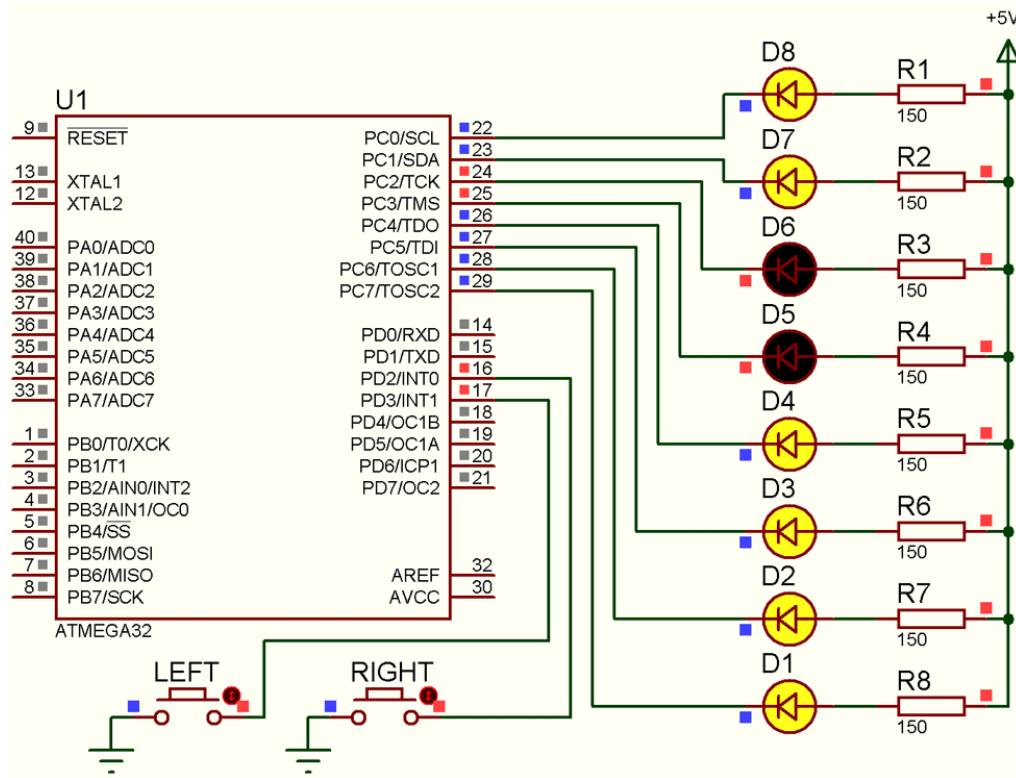 +5V
D8
R1
150
U1
9
RESET
PC0/SCL
22
D7
R2
150
PC1/SDA
23
13
XTAL1
PC2/TCK
24
12
XTAL2
PC3/TMS
25
D6
R3
150
PC4/TDO
26
40
PA0/ADC0
PC5/TDI
27
39
PA1/ADC1
PC6/TOSC1
28
38
PA2/ADC2
PC7/TOSC2
29
37
PA3/ADC3
D5
R4
150
36
PA4/ADC4
PD0/RXD
14
35
PA5/ADC5
PD1/TXD
15
34
PA6/ADC6
PD2/INT0
16
33
PA7/ADC7
PD3/INT1
17
PD4/OC1B
18
D4
R5
150
1
PB0/T0/XCK
PD5/OC1A
19
2
PB1/T1
PD6/ICP1
20
3
PB2/AIN0/INT2
PD7/OC2
21
4
PB3/AIN1/OC0
D3
R6
150
5
PB4/SS
6
PB5/MOSI
7
PB6/MISO
AREF
32
8
PB7/SCK
AVCC
30
D2
R7
150
ATMEGA32
LEFT
RIGHT
D1
R8
150